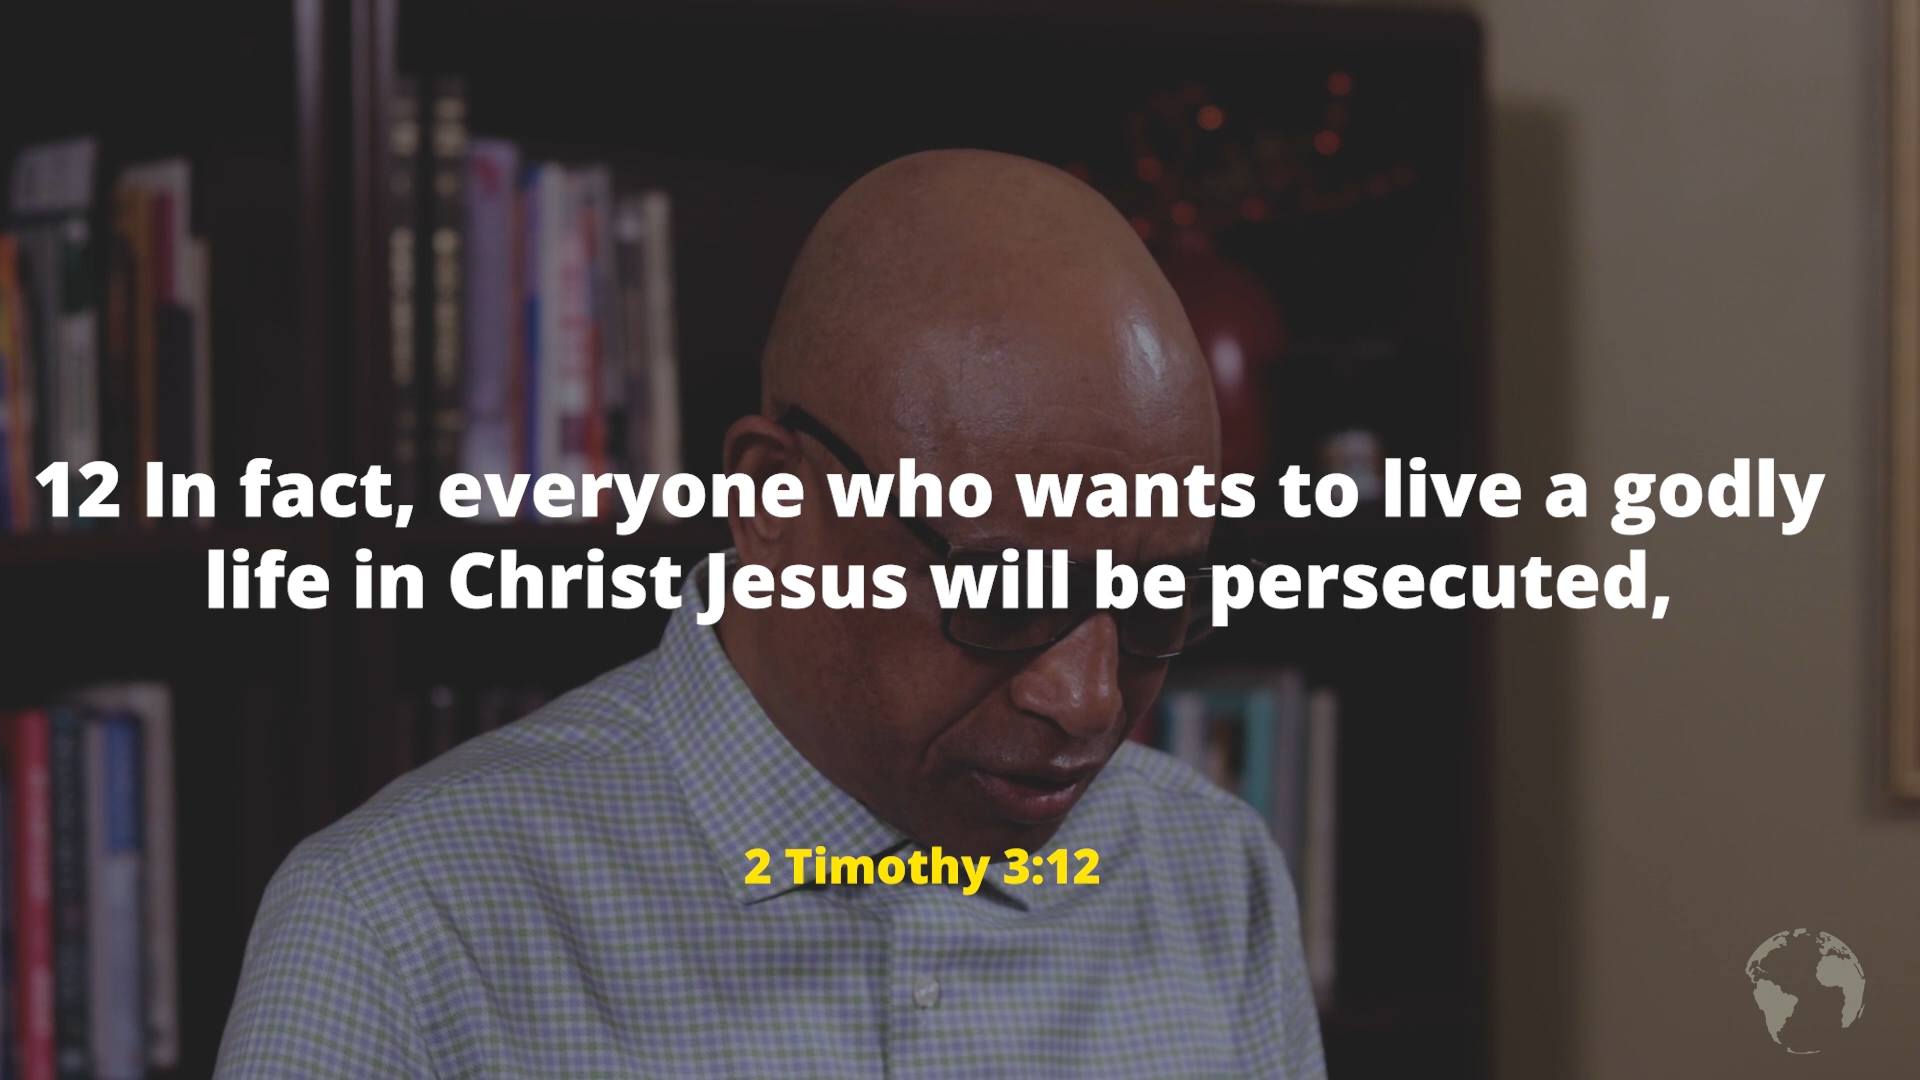 12 In fact, everyone who wants to live a godly
life in Christ Jesus will be persecuted,
2 Timothy 3:12